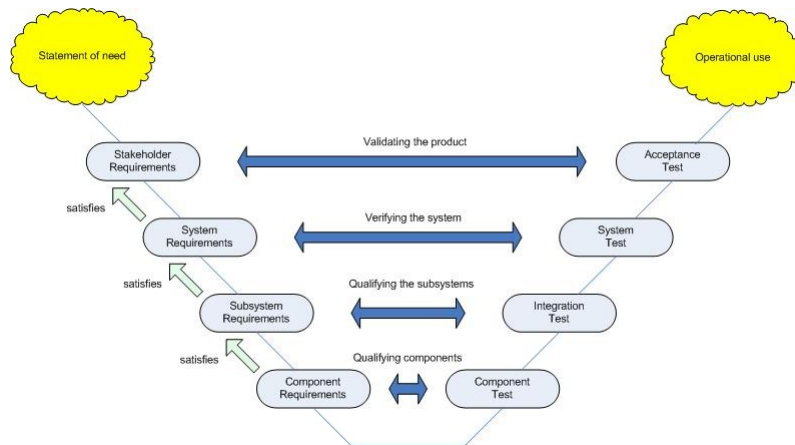 Statement of need
Operational use
Validating the product
Stakeholder
Requirements
Acceptance
Test
satisfies
Verifying the system
System
Requirements
System
Test
satisfies
Qualifying the subsystems
Subsystem
Requirements
Integration
Test
satisfies
Qualifying components
Component
Requirements
Component
Test